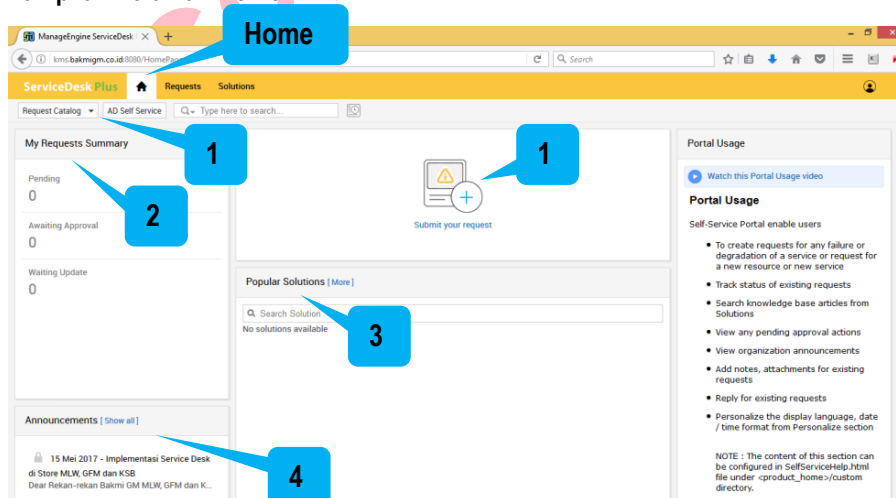 Home
ManageEngine ServiceDesk
kms.bakmigm.co.id:8080/HomePag
Search
ServiceDesk Plus
Requests
Solutions
Request Catalog
AD Self Service
Type here to search...
1
My Requests Summary
Pending
0
Awaiting Approval
0
Waiting Update
0
2
1
Submit your request
Popular Solutions [ More ]
Search Solution
No solutions available
3
Announcements [ Show all ]
15 Mei 2017 - Implementasi Service Desk
di Store MLW, GFM dan KSB
Dear Rekan-rekan Bakmi GM MLW, GFM dan K...
4
Portal Usage
Watch this Portal Usage video
Portal Usage
Self-Service Portal enable users
To create requests for any failure or
degradation of a service or request for
a new resource or new service
Track status of existing requests
Search knowledge base articles from
Solutions
View any pending approval actions
View organization announcements
Add notes, attachments for existing
requests
Reply for existing requests
Personalize the display language, date
/ time format from Personalize section
NOTE : The content of this section can
be configured in SelfServiceHelp.html
file under <product_home>/custom
directory.